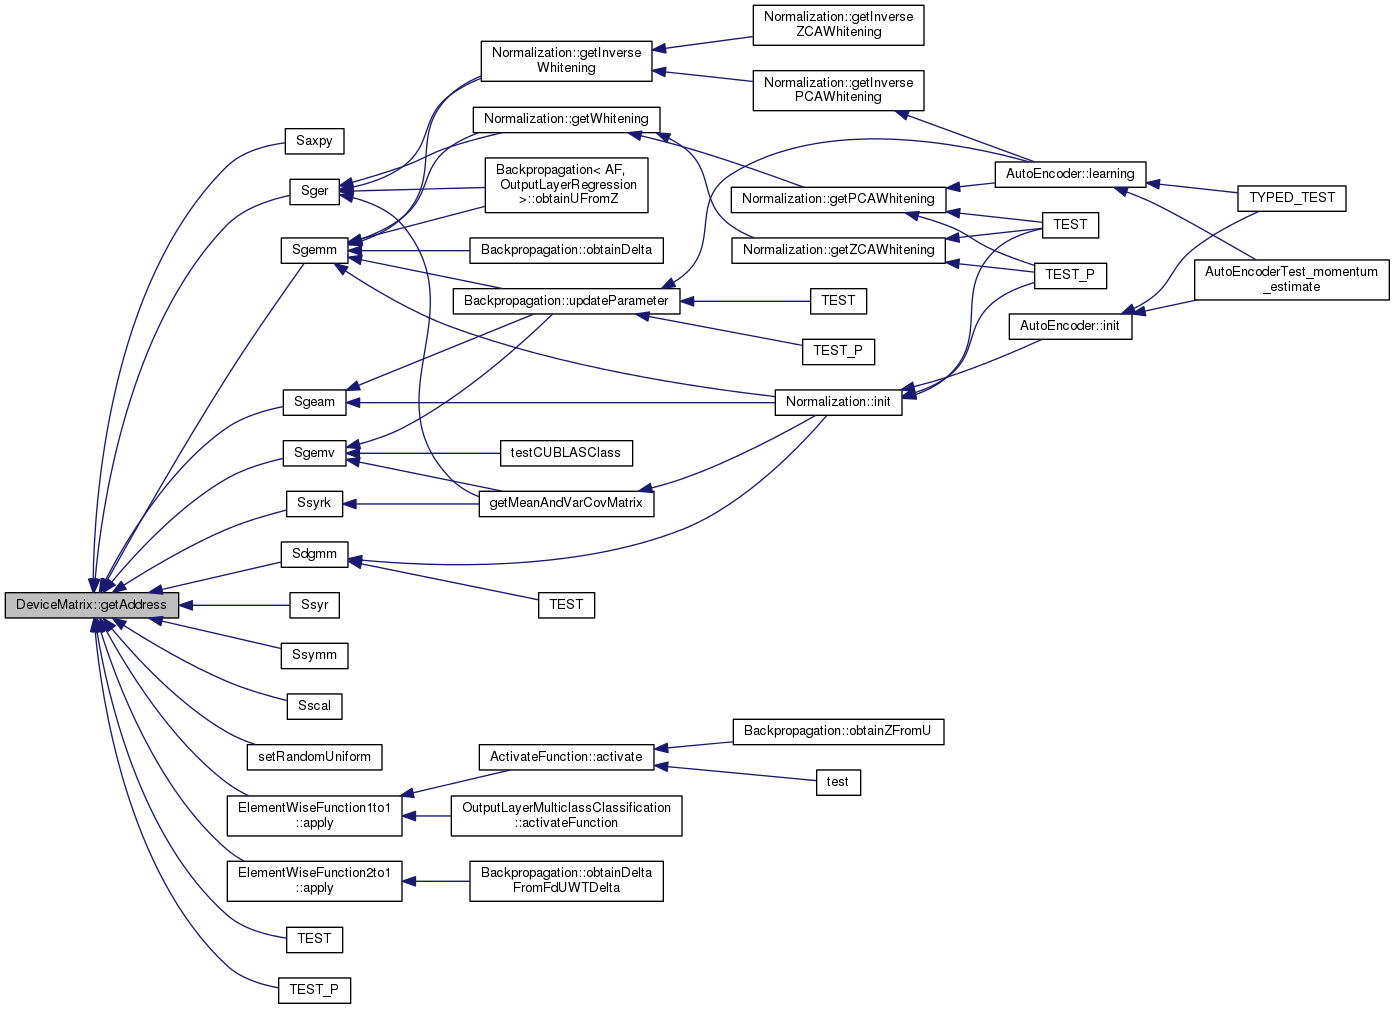 Normalization::getInverse
ZCAWhitening
Normalization::getInverse
Whitening
Normalization::getInverse
PCAWhitening
Normalization::getWhitening
Saxpy
Backpropagation< AF,
OutputLayerRegression
>::obtainUFromZ
AutoEncoder::learning
Sger
Normalization::getPCAWhitening
TYPED_TEST
TEST
Sgemm
Backpropagation::obtainDelta
Normalization::getZCAWhitening
TEST_P
AutoEncoderTest_momentum
_estimate
Backpropagation::updateParameter
TEST
AutoEncoder::init
TEST_P
Sgeam
Normalization::init
Sgemv
testCUBLASClass
Ssyrk
getMeanAndVarCovMatrix
Sdgmm
DeviceMatrix::getAddress
Ssyr
TEST
Ssymm
Sscal
setRandomUniform
ActivateFunction::activate
Backpropagation::obtainZFromU
test
ElementWiseFunction1to1
::apply
OutputLayerMulticlassClassification
::activateFunction
ElementWiseFunction2to1
::apply
Backpropagation::obtainDelta
FromFdUWTDelta
TEST
TEST_P